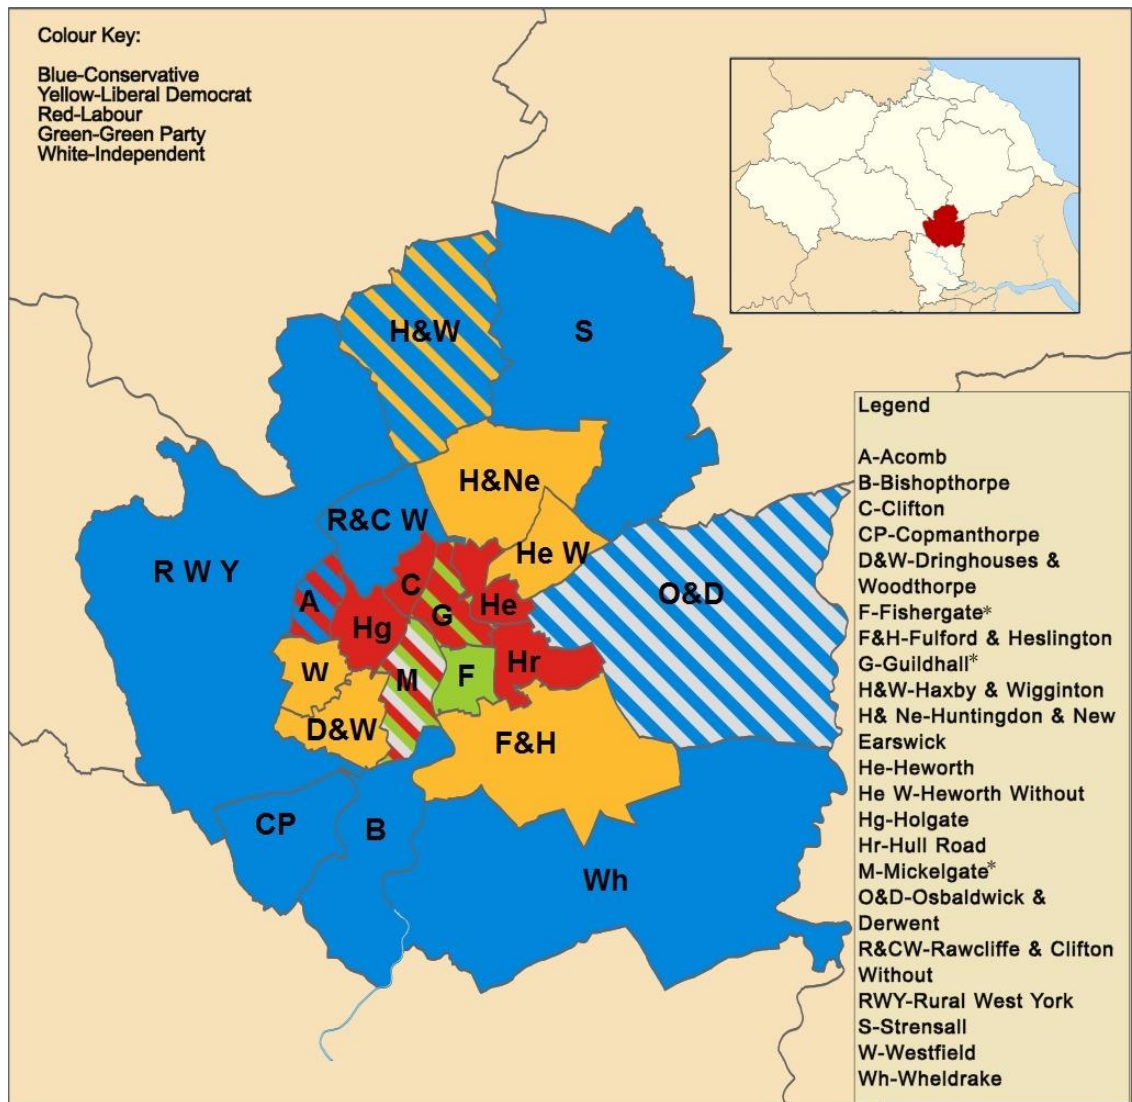 Colour Key:
Blue-Conservative
Yellow-Liberal Democrat
Red-Labour
Green-Green Party
White-Independent
H&W
S
H&Ne
R&C W
He W
R W Y
O&D
A
C
He
G
Hg
Hr
W
M
F
D&W
F&H
CP
B
Wh
Legend
A-Acomb
B-Bishopthorpe
C-Clifton
CP-Copmanthorpe
D&W-Dringhouses &
Woodthorpe
F-Fishergate*
F&H-Fulford & Heslington
G-Guildhall*
H&W-Haxby & Wigginton
H& Ne-Huntingdon & New
Earswick
He-Heworth
He W-Heworth Without
Hg-Holgate
Hr-Hull Road
M-Mickelgate*
O&D-Osbaldwick &
Derwent
R&CW-Rawcliffe & Clifton
Without
RWY-Rural West York
S-Strensall
W-Westfield
Wh-Wheldrake